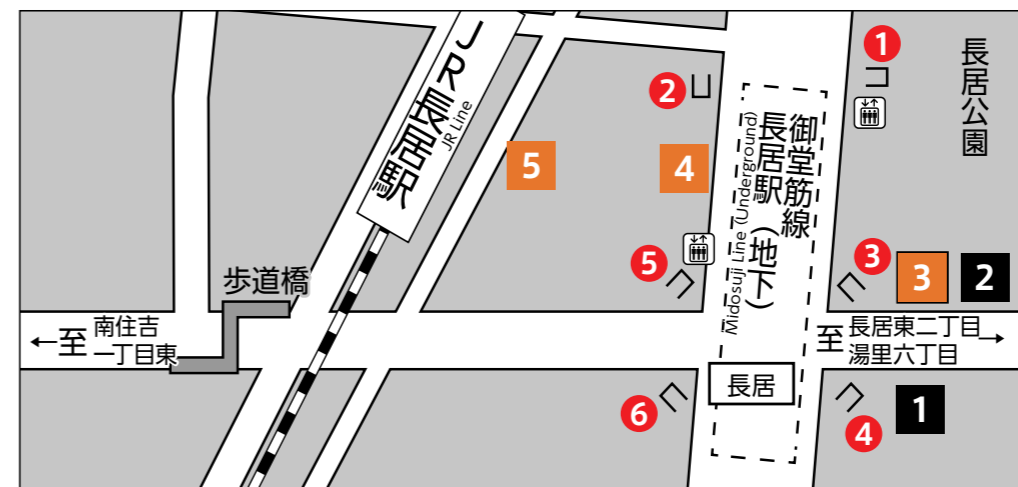 1
長居公園
2
JR長居駅
JR Line
御堂筋線
長居駅（地下）
Midosuji Line (Underground)
5
4
5
3
3
2
歩道橋
←至 南住吉
一丁目東
至 長居東二丁目→
湯里六丁目
長居
6
4
1